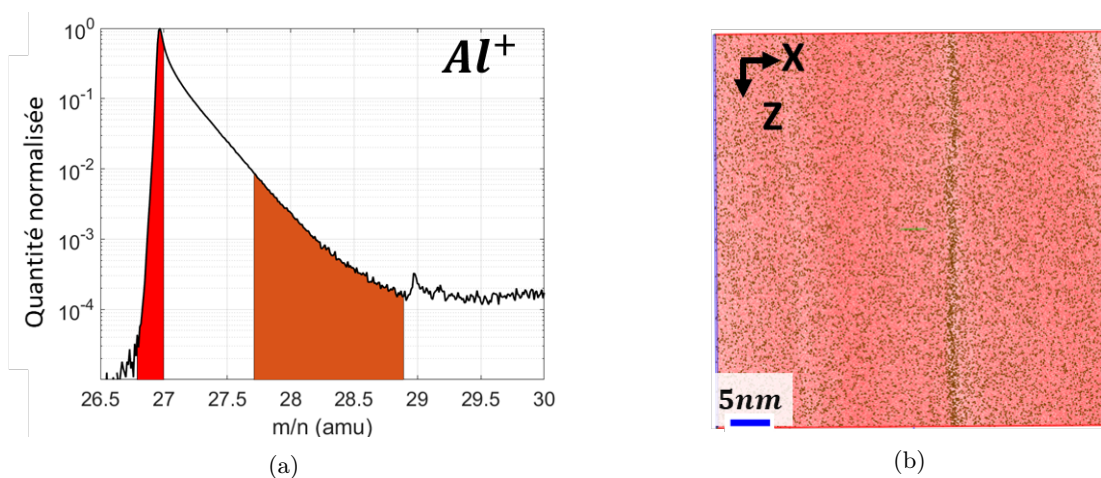 Quantité normalisée
10^0
10^-1
10^-2
10^-3
10^-4
Al^+
26.5 27 27.5 28 28.5 29 29.5 30
m/n (amu)
(a)
X
Z
5nm
(b)